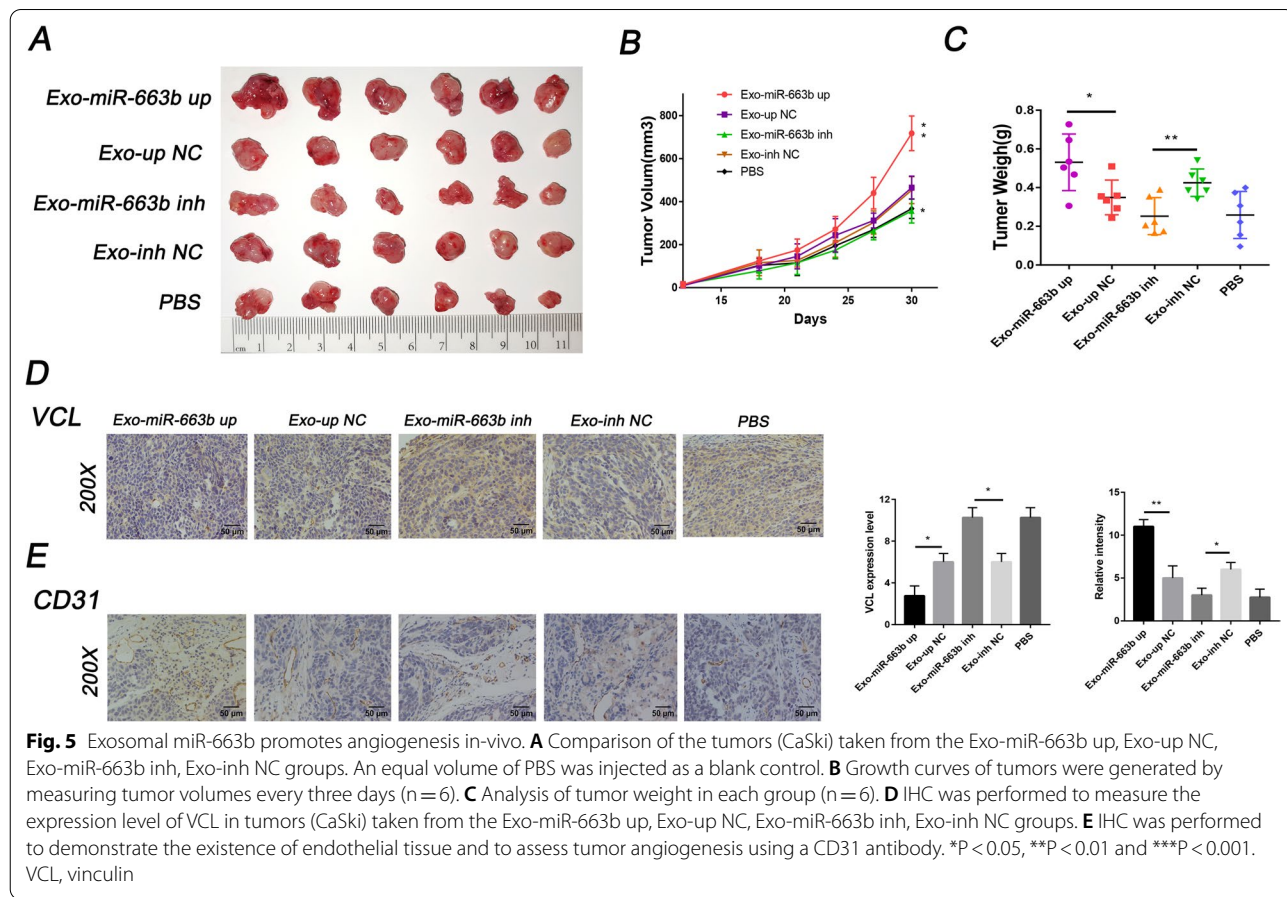 A
Exo-miR-663b up
Exo-up NC
Exo-miR-663b inh
Exo-inh NC
PBS
cm 1 2 3 4 5 6 7 8 9 10 11
B
Tumor Volum(mm3)
800
600
400
200
0
15
20
25
30
Days
Exo-miR-663b up
Exo-up NC
Exo-miR-663b inh
Exo-inh NC
PBS
*
*
*
C
Tumer Weigh(g)
0.8
0.6
0.4
0.2
0.0
*
**
Exo-miR-663b up
Exo-up NC
Exo-miR-663b inh
Exo-inh NC
PBS
D
VCL
Exo-miR-663b up
Exo-up NC
Exo-miR-663b inh
Exo-inh NC
PBS
200X
50 µm
50 µm
50 µm
50 µm
50 µm
VCL expression level
12
9
6
3
0
*
*
Exo-miR-663b up
Exo-up NC
Exo-miR-663b inh
Exo-inh NC
PBS
Relative intensity
15
10
5
0
**
*
Exo-miR-663b up
Exo-up NC
Exo-miR-663b inh
Exo-inh NC
PBS
E
CD31
200X
50 µm
50 µm
50 µm
50 µm
50 µm
Fig. 5 Exosomal miR-663b promotes angiogenesis in-vivo. A Comparison of the tumors (CaSki) taken from the Exo-miR-663b up, Exo-up NC,
Exo-miR-663b inh, Exo-inh NC groups. An equal volume of PBS was injected as a blank control. B Growth curves of tumors were generated by
measuring tumor volumes every three days (n = 6). C Analysis of tumor weight in each group (n = 6). D IHC was performed to measure the
expression level of VCL in tumors (CaSki) taken from the Exo-miR-663b up, Exo-up NC, Exo-miR-663b inh, Exo-inh NC groups. E IHC was performed
to demonstrate the existence of endothelial tissue and to assess tumor angiogenesis using a CD31 antibody. *P < 0.05, **P < 0.01 and ***P < 0.001.
VCL, vinculin